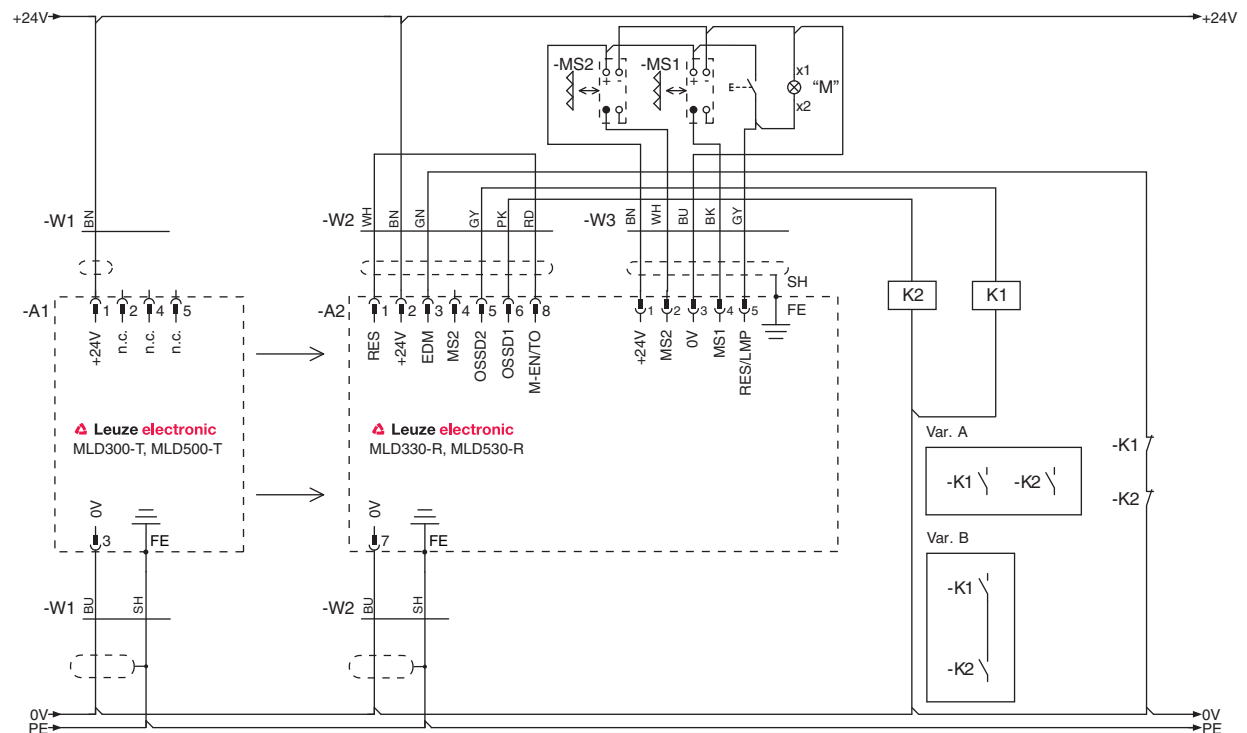 +24V +24V
-MS2 -MS1 x1 "M"
+ - + - E x2
-W1 BN -W2 WH BN GN GY PK RD -W3 BN WH BU BK GY
SH
-A1 1 2 4 5 -A2 1 2 3 4 5 6 8 1 2 3 4 5 FE
K2 K1
+24V n.c. n.c. n.c. RES +24V EDM MS2 OSSD2 OSSD1 M-EN/TO +24V MS2 0V MS1 RES/LMP
Leuze electronic
MLD300-T, MLD500-T
Leuze electronic
MLD330-R, MLD530-R
Var. A
-K1 -K2
-K1
-K2
0V 3 FE 0V 7 FE
Var. B
-K1
-K2
-W1 BU SH -W2 BU SH
0V 0V
PE PE